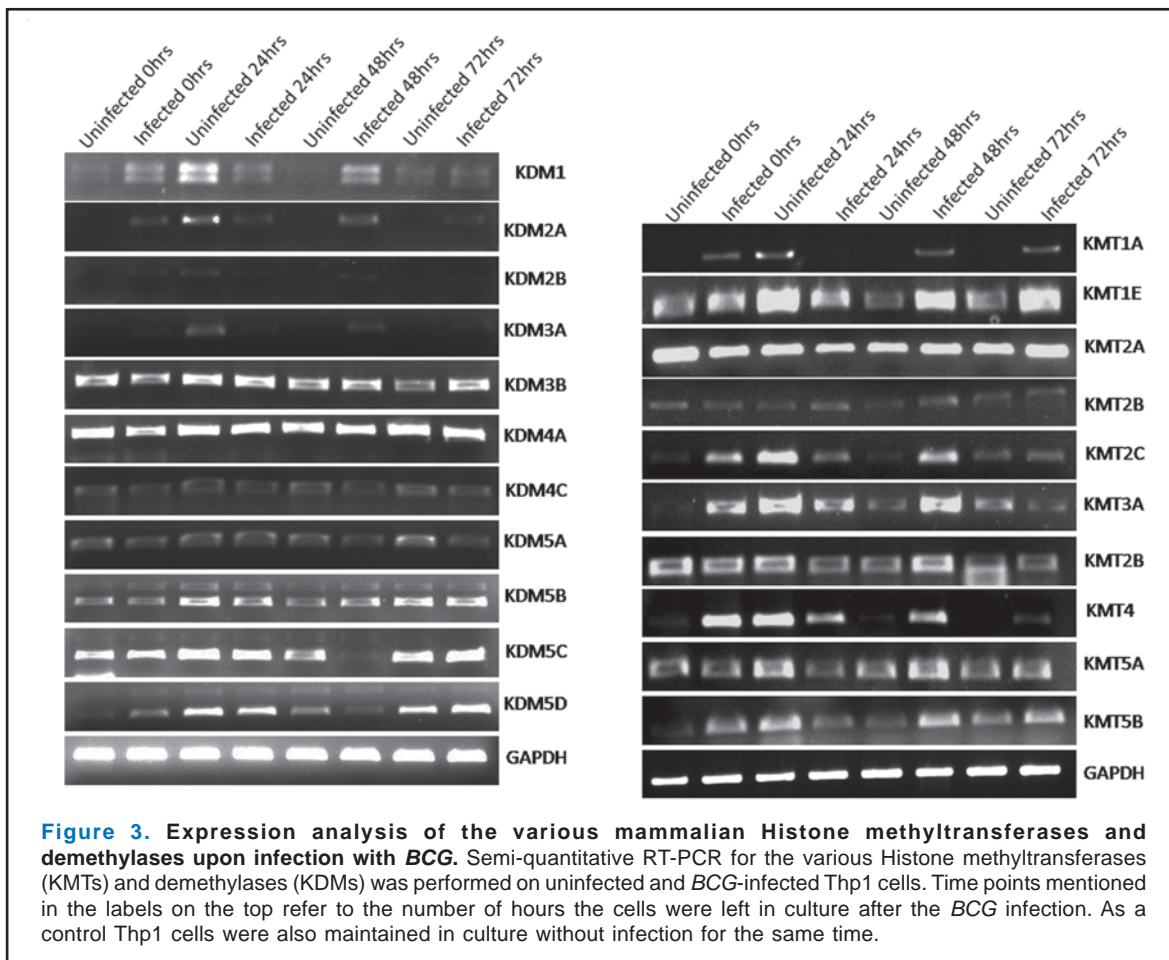 Uninfected 0hrs
Infected 0hrs
Uninfected 24hrs
Infected 24hrs
Uninfected 48hrs
Infected 48hrs
Uninfected 72hrs
Infected 72hrs
KDM1
KDM2A
KDM2B
KDM3A
KDM3B
KDM4A
KDM4C
KDM5A
KDM5B
KDM5C
KDM5D
GAPDH
Uninfected 0hrs
Infected 0hrs
Uninfected 24hrs
Infected 24hrs
Uninfected 48hrs
Infected 48hrs
Uninfected 72hrs
Infected 72hrs
KMT1A
KMT1E
KMT2A
KMT2B
KMT2C
KMT3A
KMT2B
KMT4
KMT5A
KMT5B
GAPDH
Figure 3. Expression analysis of the various mammalian Histone methyltransferases and
demethylases upon infection with BCG. Semi-quantitative RT-PCR for the various Histone methyltransferases
(KMTs) and demethylases (KDMs) was performed on uninfected and BCG-infected Thp1 cells. Time points mentioned
in the labels on the top refer to the number of hours the cells were left in culture after the BCG infection. As a
control Thp1 cells were also maintained in culture without infection for the same time.